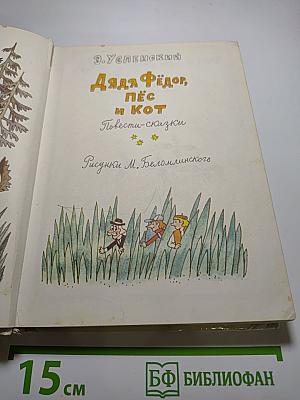 Э. Успенский
Дядя Фёдор,
пёс
и кот
Повести-сказки
Рисунки М. Беломлинского
15 см
БФ БИБЛИОФАН